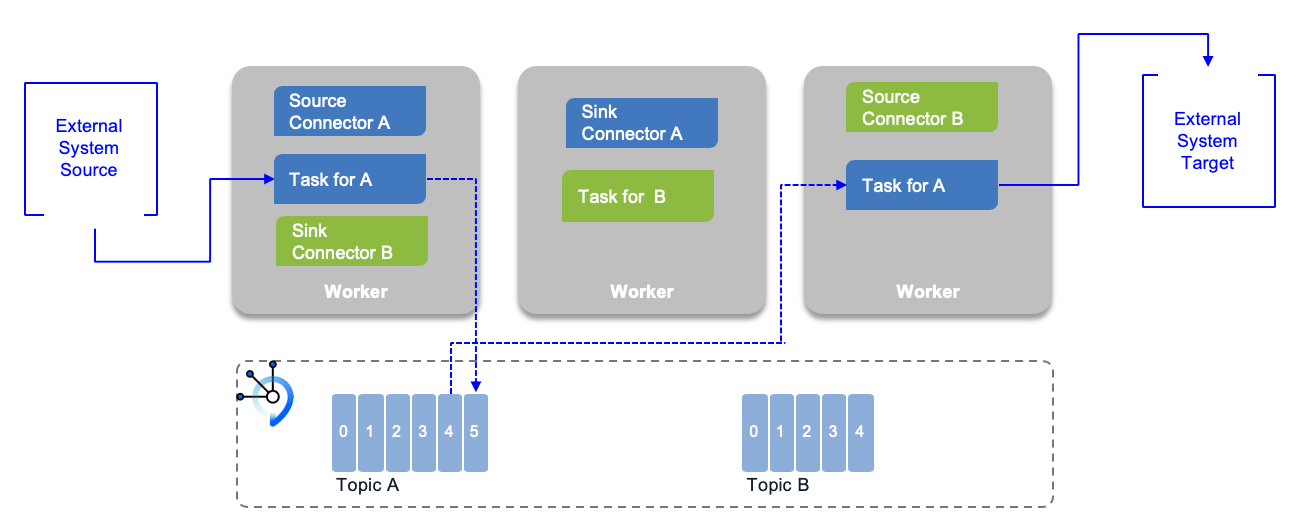 External
System
Source
Source
Connector A
Task for A
Sink
Connector B
Worker
Sink
Connector A
Task for B
Worker
Source
Connector B
Task for A
Worker
External
System
Target
0 1 2 3 4 5
Topic A
0 1 2 3 4
Topic B